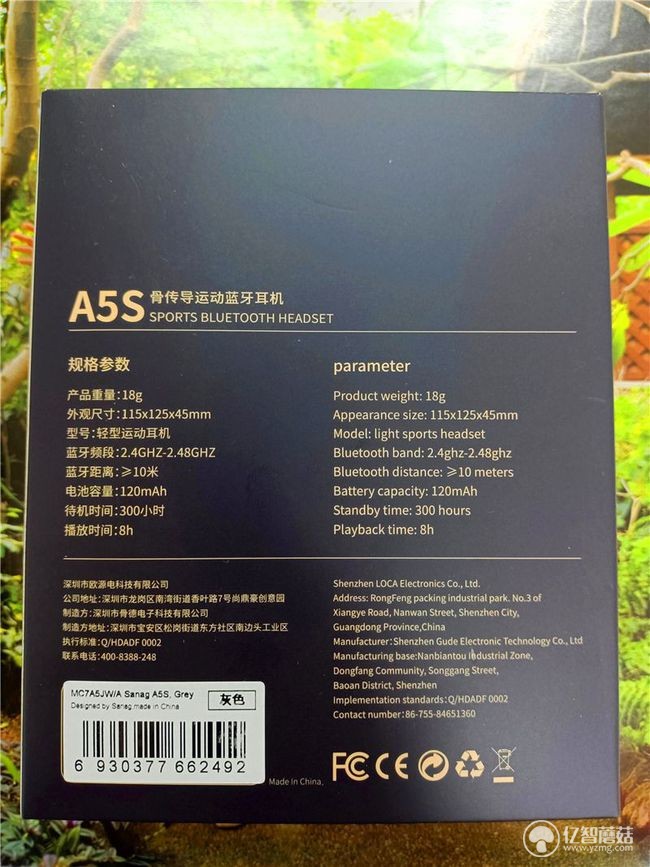 A5S 骨传导运动蓝牙耳机
SPORTS BLUETOOTH HEADSET
规格参数
产品重量:18g
外观尺寸:115x125x45mm
型号:轻型运动耳机
蓝牙频段:2.4GHZ-2.48GHZ
蓝牙距离:≥10米
电池容量:120mAh
待机时间:300小时
播放时间:8h
parameter
Product weight: 18g
Appearance size: 115x125x45mm
Model: light sports headset
Bluetooth band: 2.4ghz-2.48ghz
Bluetooth distance: ≥10 meters
Battery capacity: 120mAh
Standby time: 300 hours
Playback time: 8h
深圳市欧源电科技有限公司
公司地址:深圳市龙岗区南湾街道香叶路7号尚鼎豪创意园
制造方:深圳市骨德电子科技有限公司
制造方地址:深圳市宝安区松岗街道东方社区南边头工业区
执行标准:Q/HDADF 0002
联系电话:400-8388-248
Shenzhen LOCA Electronics Co., Ltd.
Address: RongFeng packing industrial park. No.3 of
Xiangye Road, Nanwan Street, Shenzhen City,
Guangdong Province,China
Manufacturer:Shenzhen Gude Electronic Technology Co., Ltd
Manufacturing base:Nanbiantou Industrial Zone,
Dongfang Community, Songgang Street,
Baoan District, Shenzhen
Implementation standards:Q/HDADF 0002
Contact number:86-755-84651360
MC7A5JW/A Sanag A5S, Grey
Designed by Sanag made in China
灰色
6 930377 662492
Made In China.
FC CE
亿智蘑菇
www.yzmg.com